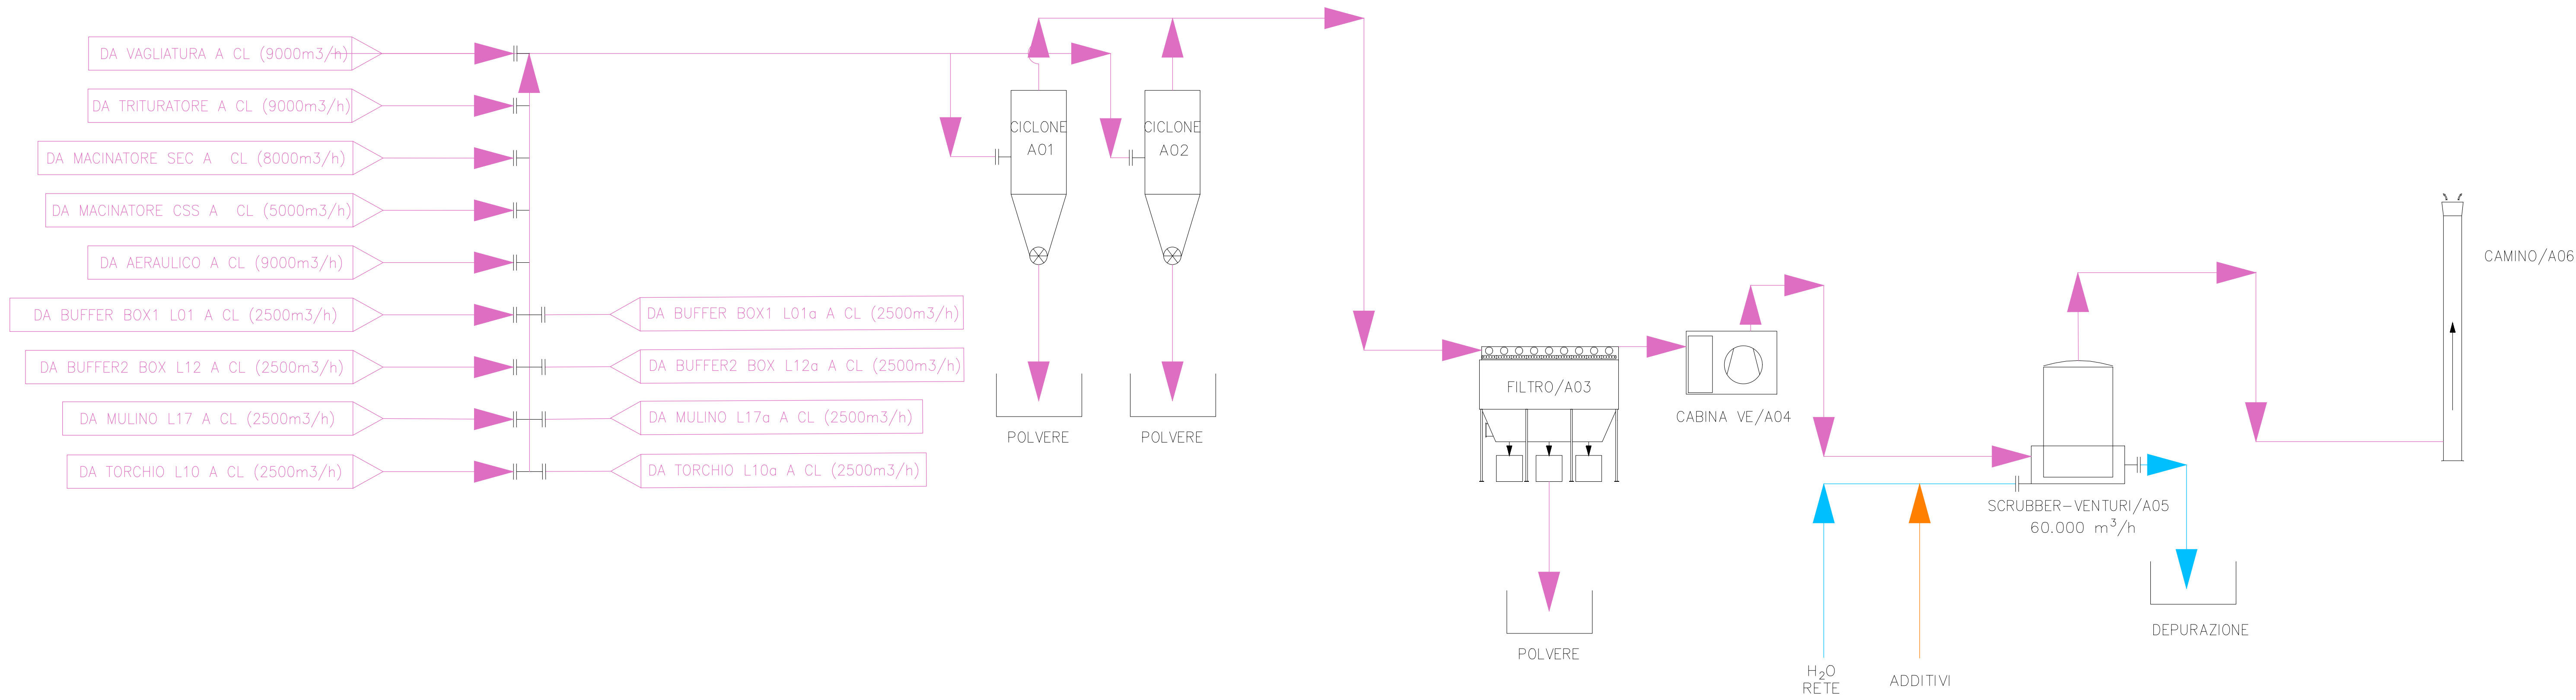 DA VAGLIATURA A CL (9000m3/h)
DA TRITURATORE A CL (9000m3/h)
DA MACINATORE SEC A CL (8000m3/h)
DA MACINATORE CSS A CL (5000m3/h)
DA AERAULICO A CL (9000m3/h)
DA BUFFER BOX1 L01 A CL (2500m3/h)
DA BUFFER2 BOX L12 A CL (2500m3/h)
DA MULINO L17 A CL (2500m3/h)
DA TORCHIO L10 A CL (2500m3/h)
DA BUFFER BOX1 L01a A CL (2500m3/h)
DA BUFFER2 BOX L12a A CL (2500m3/h)
DA MULINO L17a A CL (2500m3/h)
DA TORCHIO L10a A CL (2500m3/h)
CICLONE
A01
CICLONE
A02
POLVERE
POLVERE
FILTRO/A03
POLVERE
CABINA VE/A04
SCRUBBER-VENTURI/A05
60.000 m³/h
H₂O
RETE
ADDITIVI
DEPURAZIONE
CAMINO/A06